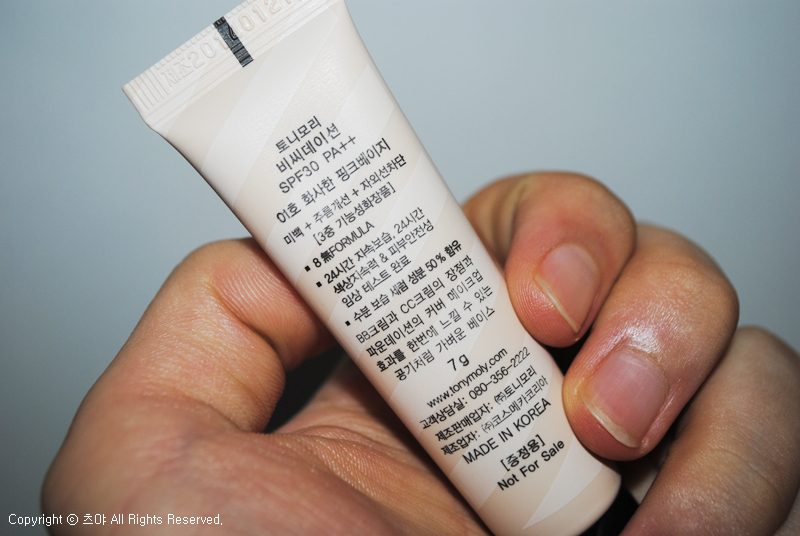 토니모리
비씨데이션
SPF30 PA++
이호 화사한 핑크베이지
미백 + 주름개선 + 자외선차단
[3중 기능성화장품]
▪ 8無FORMULA
▪ 24시간 지속보습, 24시간
색상지속력 & 피부안전성
임상 테스트 완료
▪ 수분 보습 세럼 성분 50% 함유
BB크림과 CC크림의 장점과
파운데이션의 커버 메이크업
효과를 한번에 느낄 수 있는
공기처럼 가벼운 베이스
7g
www.tonymoly.com
고객상담실: 080-356-2222
제조판매업자: ㈜토니모리
제조업자: ㈜코스메카코리아
MADE IN KOREA
[증정용]
Not For Sale
Copyright ⓒ 츠야 All Rights Reserved.